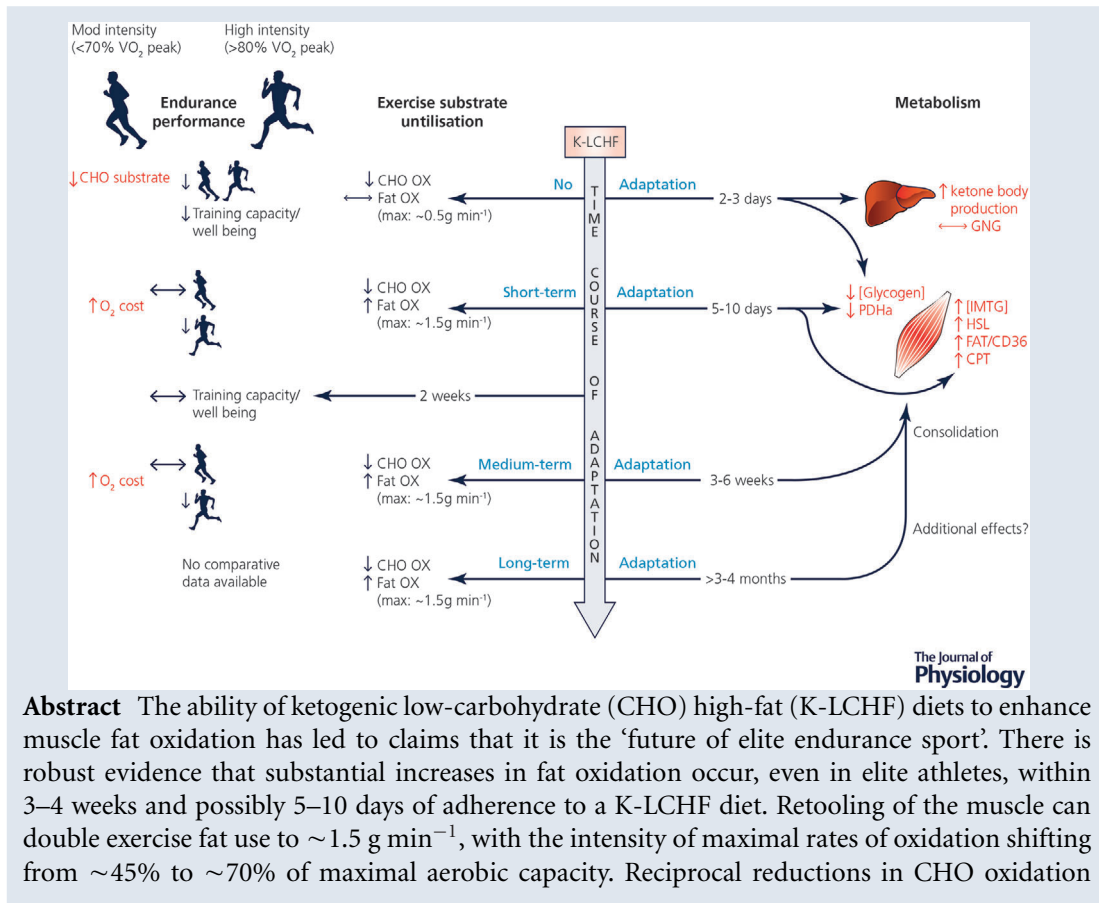 Mod intensity
(<70% VO₂ peak)
High intensity
(>80% VO₂ peak)
Endurance
performance
Exercise substrate
untilisation
Metabolism
K-LCHF
TIME COURSE OF ADAPTATION
↓ CHO substrate
↓
↓ Training capacity/
well being
↓ CHO OX
↔ Fat OX
(max: ~0.5g min⁻¹)
No Adaptation
2-3 days
↑ ketone body
production
↔ GNG
↑ O₂ cost
↔
↓
↓ CHO OX
↑ Fat OX
(max: ~1.5g min⁻¹)
Short-term Adaptation
5-10 days
↓ [Glycogen]
↓ PDHa
↑ [IMTG]
↑ HSL
↑ FAT/CD36
↑ CPT
↔ Training capacity/
well being
2 weeks
Consolidation
↑ O₂ cost
↔
↓
↓ CHO OX
↑ Fat OX
(max: ~1.5g min⁻¹)
Medium-term Adaptation
3-6 weeks
Additional effects?
No comparative
data available
↓ CHO OX
↑ Fat OX
(max: ~1.5g min⁻¹)
Long-term Adaptation
>3-4 months
The Journal of
Physiology
Abstract The ability of ketogenic low-carbohydrate (CHO) high-fat (K-LCHF) diets to enhance
muscle fat oxidation has led to claims that it is the ‘future of elite endurance sport’. There is
robust evidence that substantial increases in fat oxidation occur, even in elite athletes, within
3–4 weeks and possibly 5–10 days of adherence to a K-LCHF diet. Retooling of the muscle can
double exercise fat use to ∼1.5 g min⁻¹, with the intensity of maximal rates of oxidation shifting
from ∼45% to ∼70% of maximal aerobic capacity. Reciprocal reductions in CHO oxidation